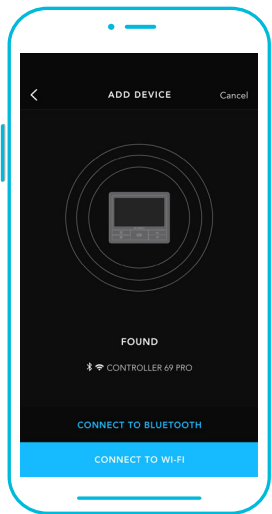 ADD DEVICE Cancel
FOUND
CONTROLLER 69 PRO
CONNECT TO BLUETOOTH
CONNECT TO WI-FI